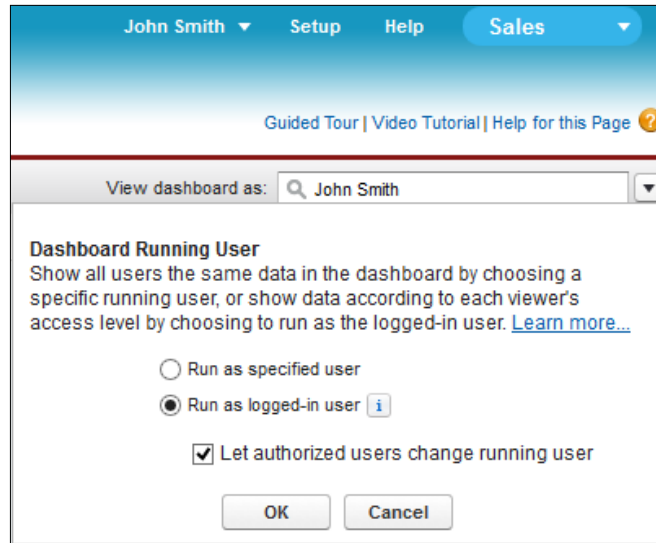 John Smith Setup Help Sales
Guided Tour | Video Tutorial | Help for this Page ?
View dashboard as: John Smith
Dashboard Running User
Show all users the same data in the dashboard by choosing a
specific running user, or show data according to each viewer's
access level by choosing to run as the logged-in user. Learn more...
Run as specified user
Run as logged-in user i
Let authorized users change running user
OK Cancel